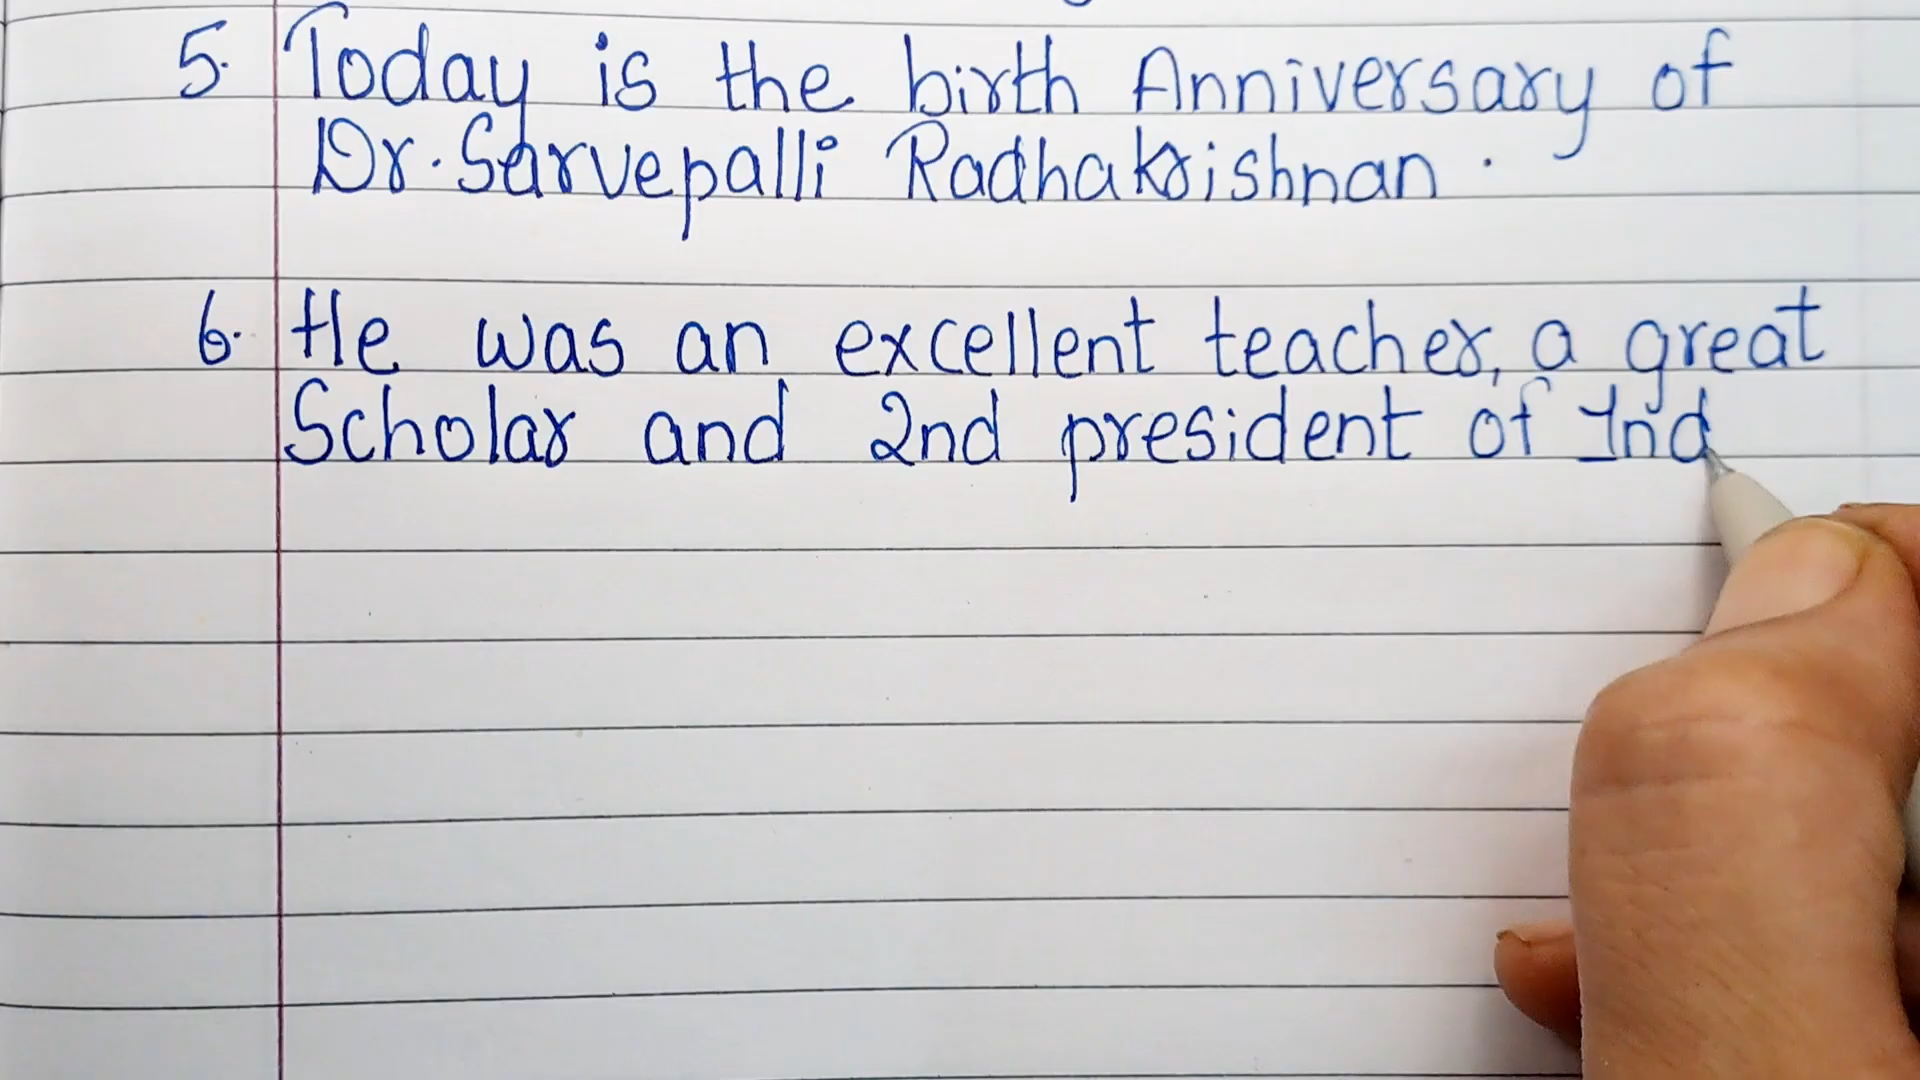 5. Today is the birth Anniversary of
Dr. Sarvepalli Radhakrishnan.
6. He was an excellent teacher, a great
Scholar and 2nd president of Ind